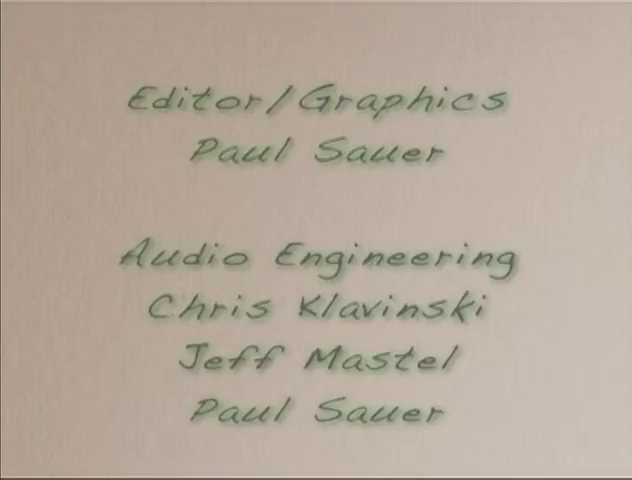 Editor/Graphics
Paul Sauer
Audio Engineering
Chris Klavinski
Jeff Mastel
Paul Sauer